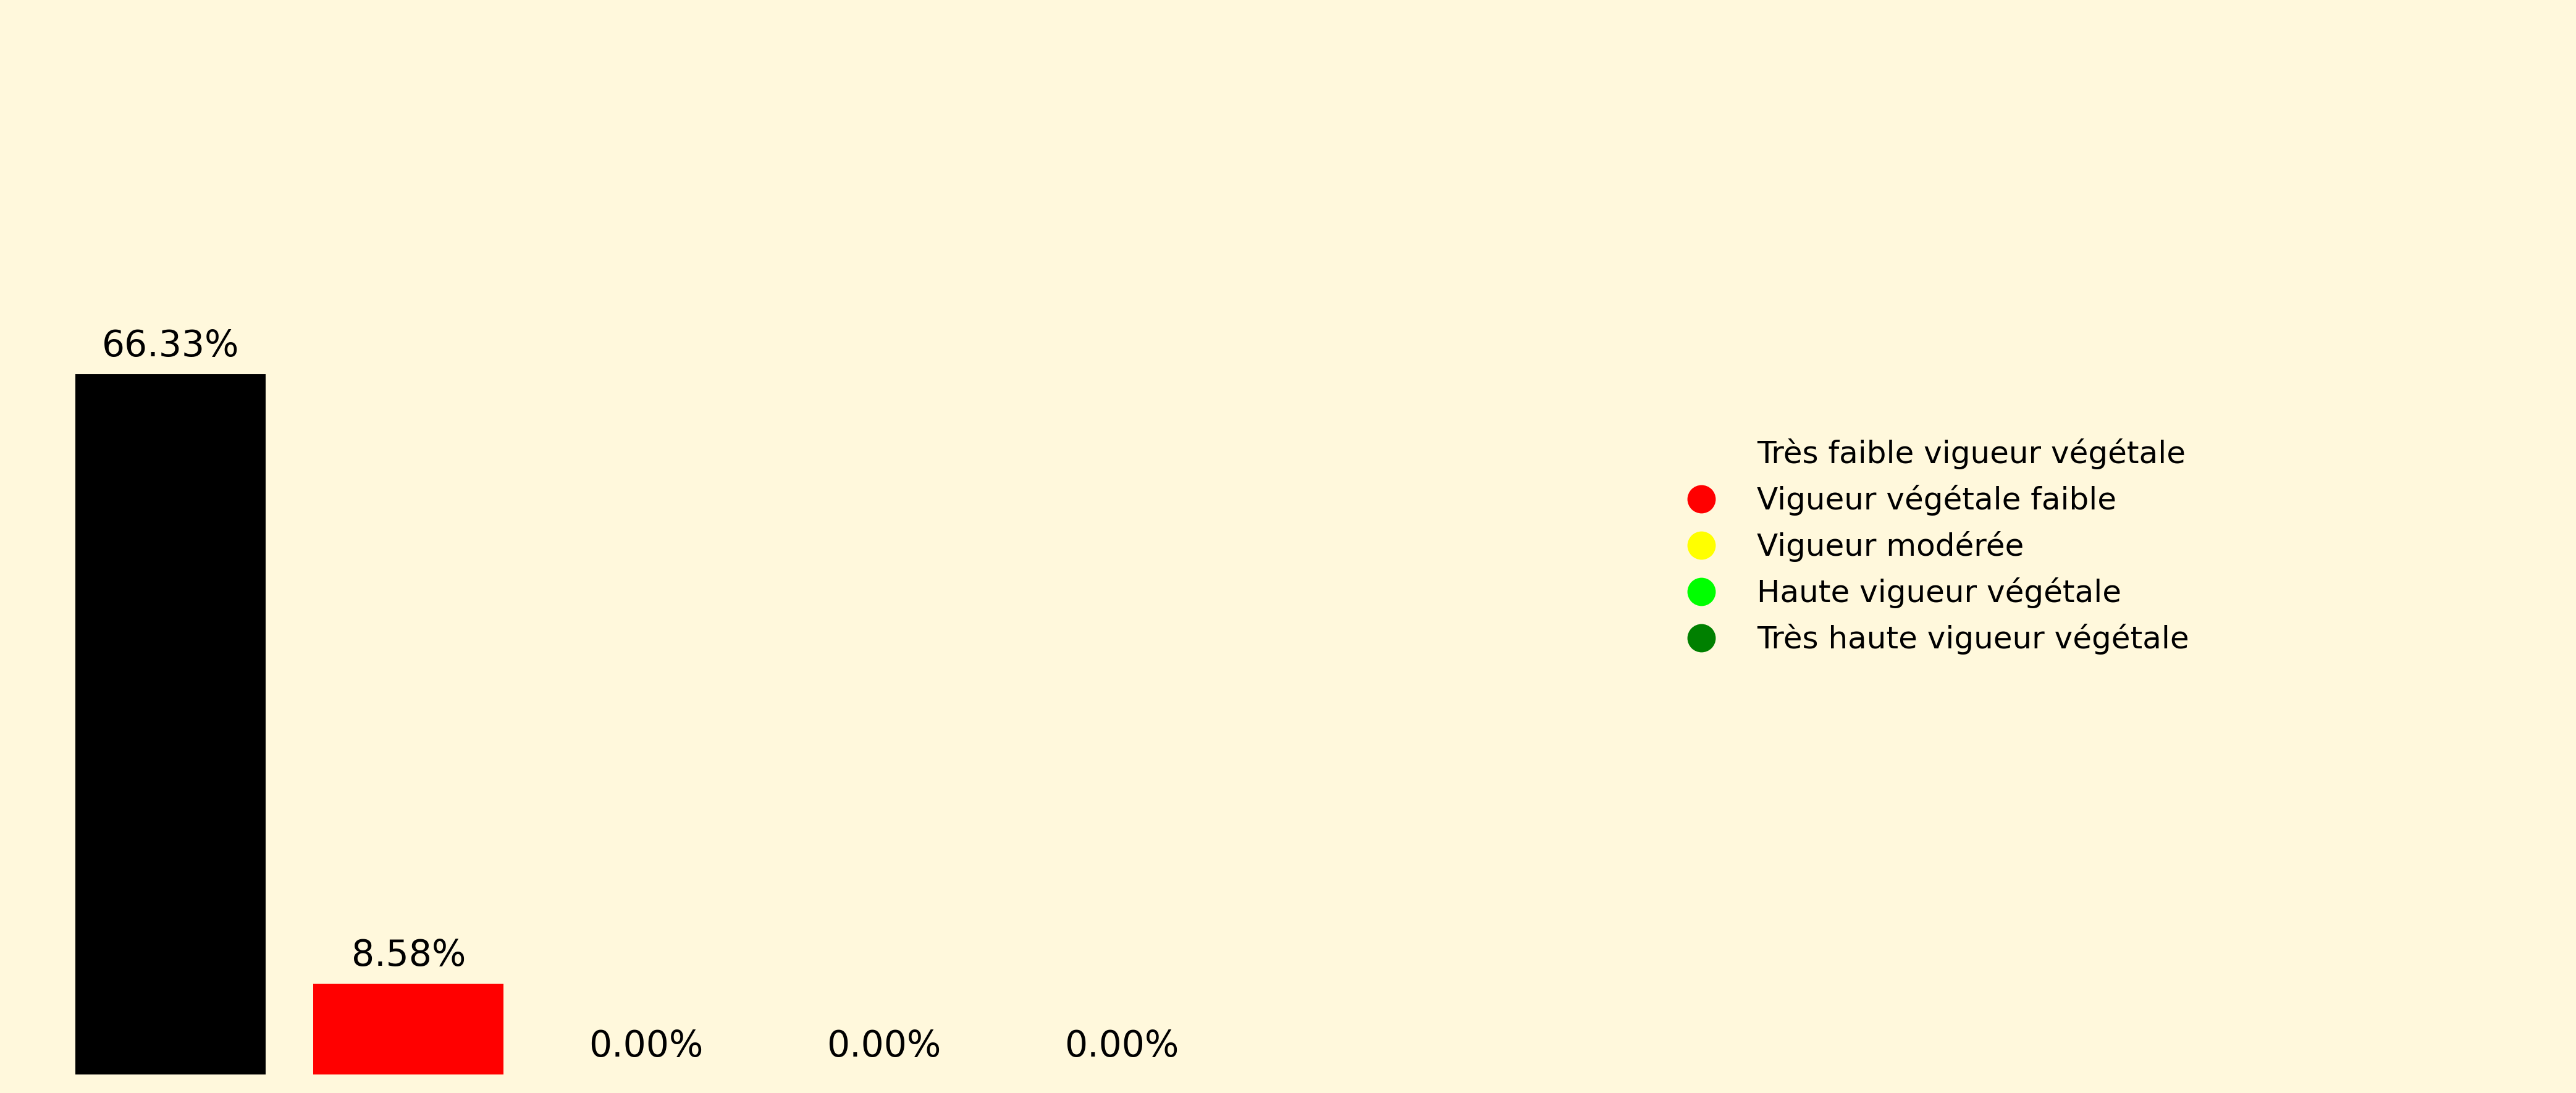 66.33%
8.58%
0.00%
0.00%
0.00%
Très faible vigueur végétale
Vigueur végétale faible
Vigueur modérée
Haute vigueur végétale
Très haute vigueur végétale